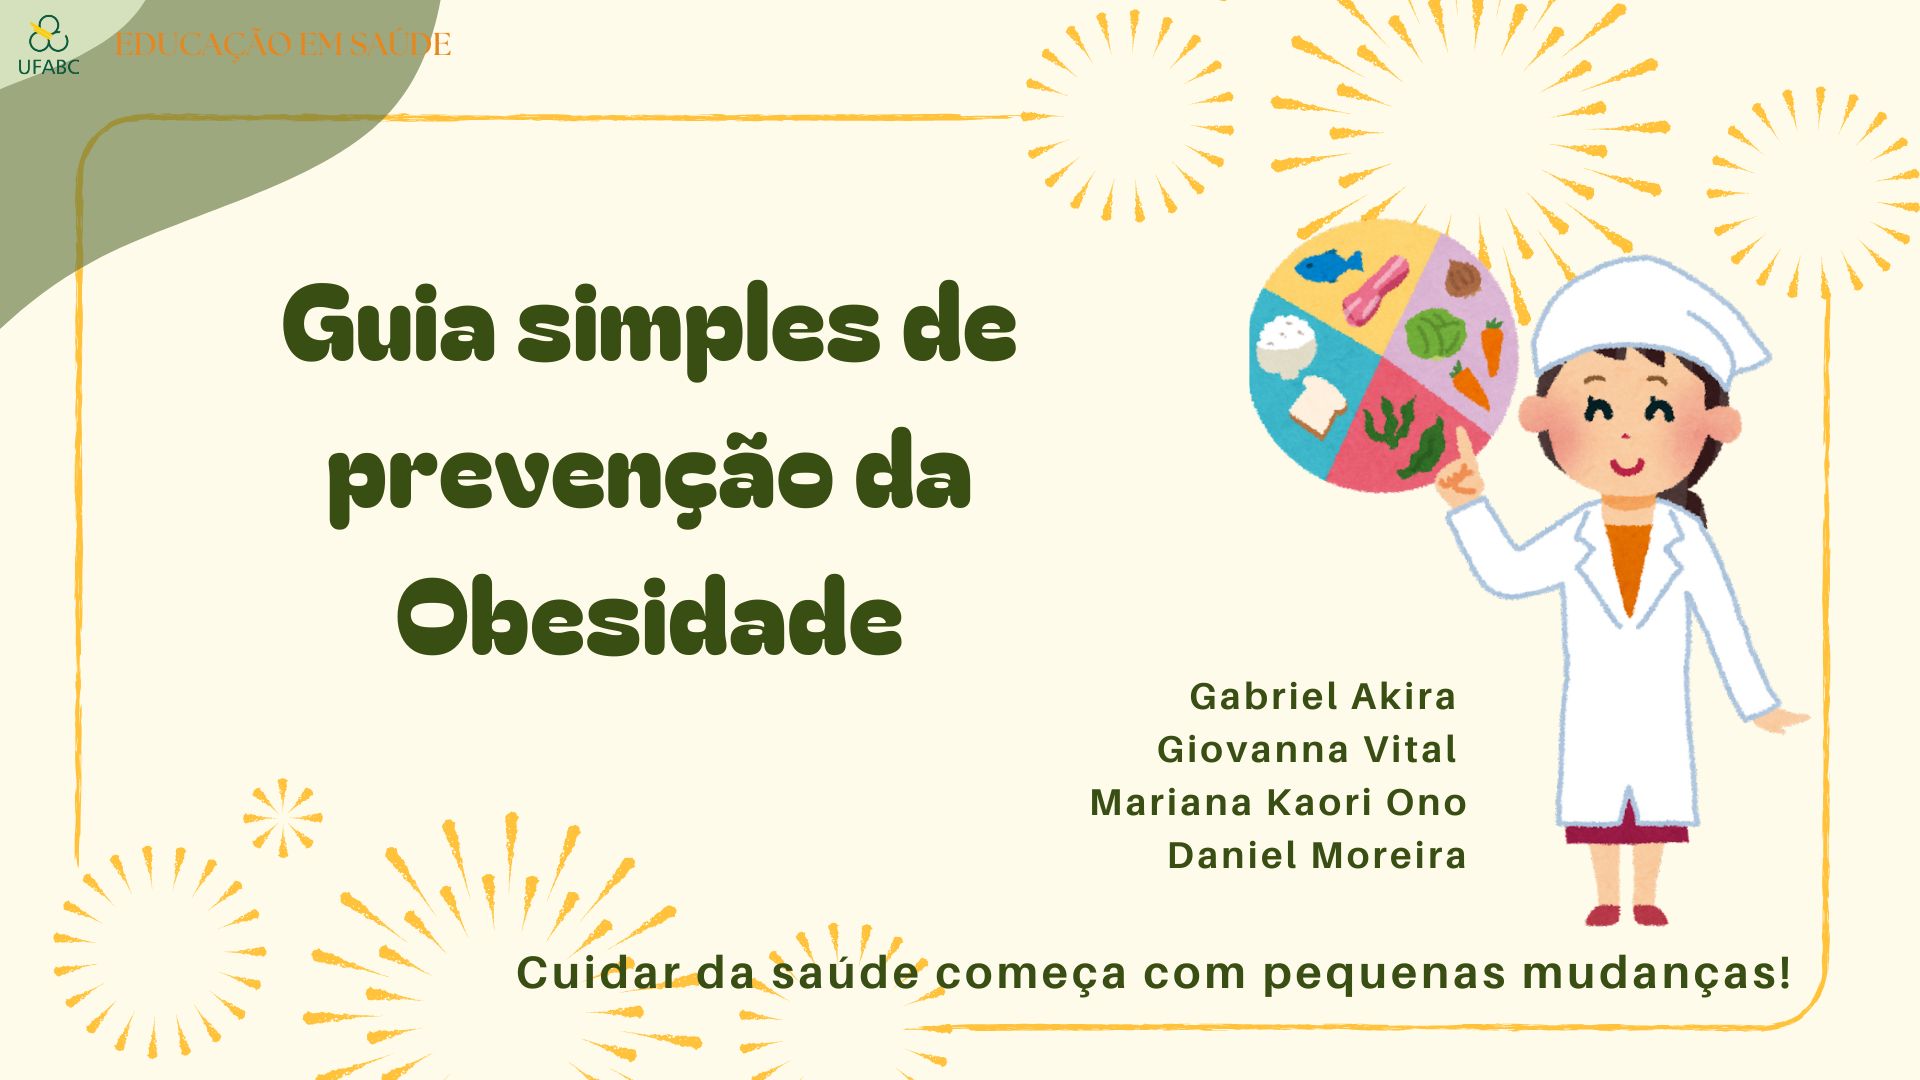 UFABC
EDUCAÇÃO EM SAÚDE
Guia simples de
prevenção da
Obesidade
Gabriel Akira
Giovanna Vital
Mariana Kaori Ono
Daniel Moreira
Cuidar da saúde começa com pequenas mudanças!